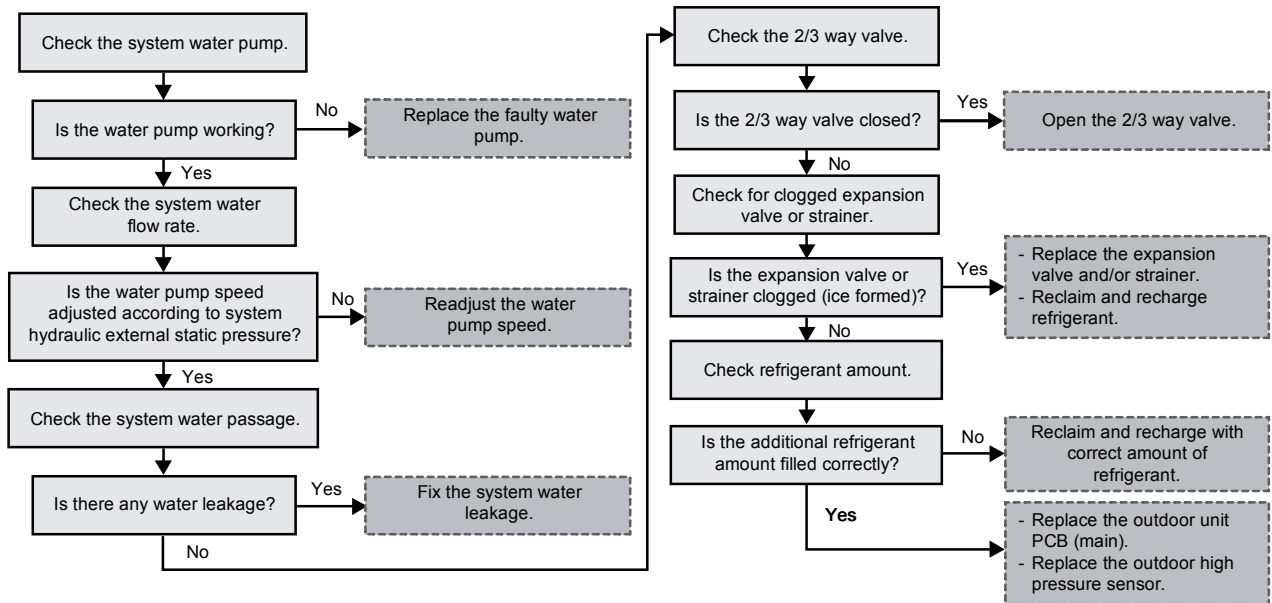 Check the system water pump.
Is the water pump working?
No
Replace the faulty water
pump.
Yes
Check the system water
flow rate.
Is the water pump speed
adjusted according to system
hydraulic external static pressure?
No
Readjust the water
pump speed.
Yes
Check the system water passage.
Is there any water leakage?
Yes
Fix the system water
leakage.
No
Check the 2/3 way valve.
Is the 2/3 way valve closed?
Yes
Open the 2/3 way valve.
No
Check for clogged expansion
valve or strainer.
Is the expansion valve or
strainer clogged (ice formed)?
Yes
- Replace the expansion
valve and/or strainer.
- Reclaim and recharge
refrigerant.
No
Check refrigerant amount.
Is the additional refrigerant
amount filled correctly?
No
Reclaim and recharge with
correct amount of
refrigerant.
Yes
- Replace the outdoor unit
PCB (main).
- Replace the outdoor high
pressure sensor.